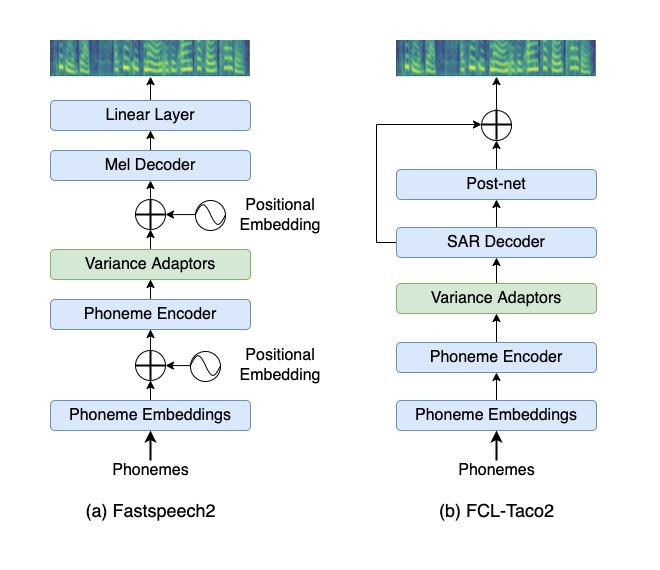 Linear Layer
Mel Decoder
Positional
Embedding
Variance Adaptors
Phoneme Encoder
Positional
Embedding
Phoneme Embeddings
Phonemes
(a) Fastspeech2
Post-net
SAR Decoder
Variance Adaptors
Phoneme Encoder
Phoneme Embeddings
Phonemes
(b) FCL-Taco2